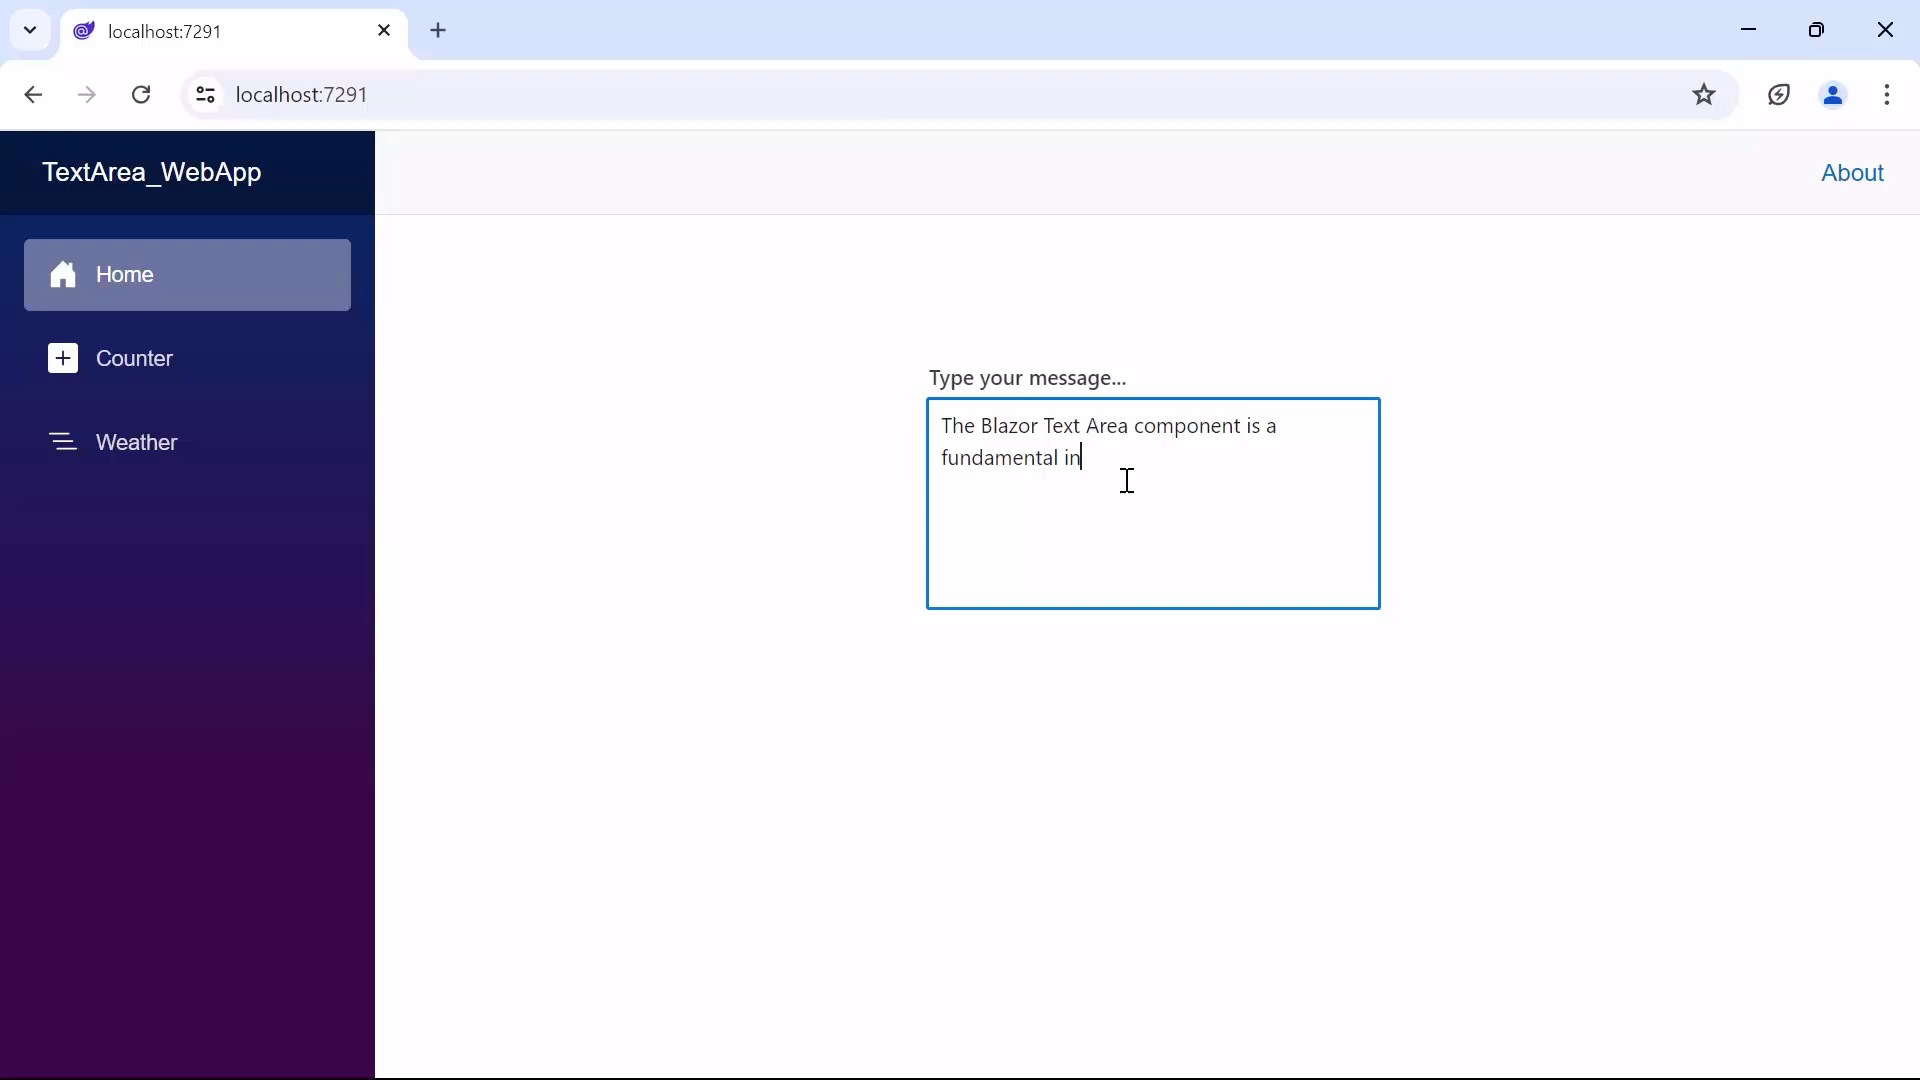 localhost:7291
localhost:7291
TextArea_WebApp
About
Home
Counter
Weather
Type your message...
The Blazor Text Area component is a
fundamental in